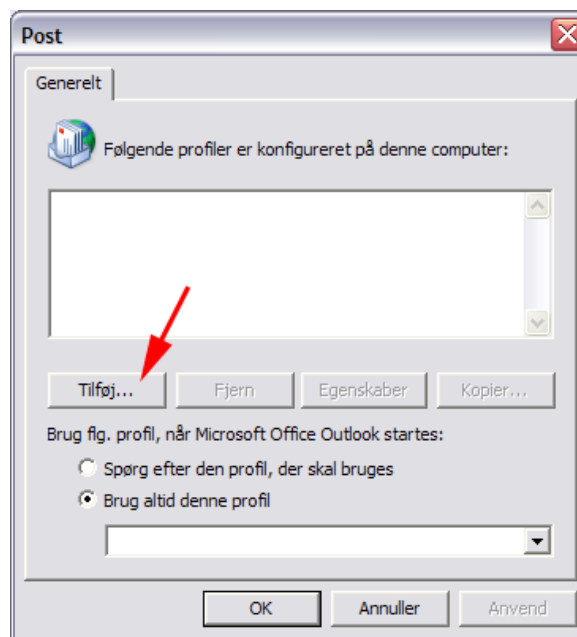 Post
Generelt
Følgende profiler er konfigureret på denne computer:
Tilføj... Fjern Egenskaber Kopier...
Brug flg. profil, når Microsoft Office Outlook startes:
Spørg efter den profil, der skal bruges
Brug altid denne profil
OK Annuller Anvend